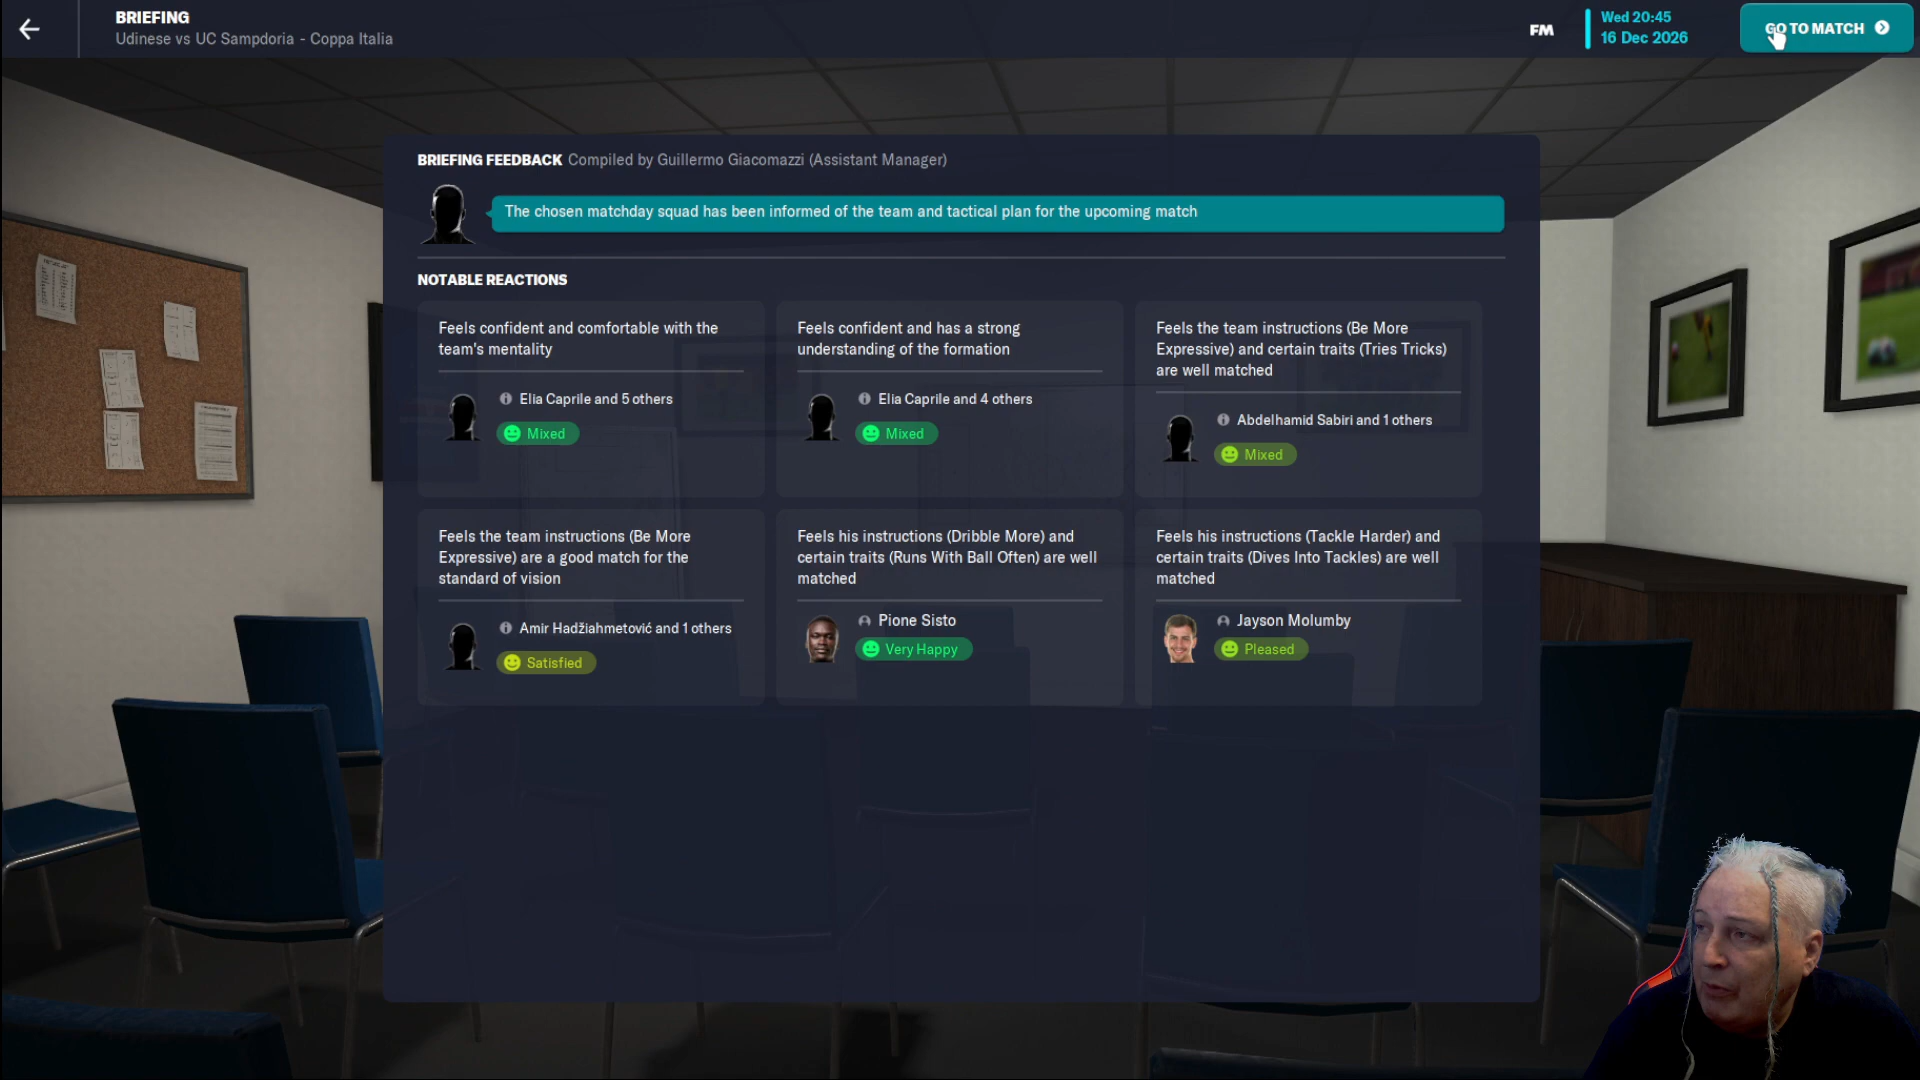 BRIEFING
Udinese vs UC Sampdoria - Coppa Italia
FM
Wed 20:45
16 Dec 2026
GO TO MATCH
BRIEFING FEEDBACK Compiled by Guillermo Giacomazzi (Assistant Manager)
The chosen matchday squad has been informed of the team and tactical plan for the upcoming match
NOTABLE REACTIONS
Feels confident and comfortable with the
team's mentality
Elia Caprile and 5 others
Mixed
Feels confident and has a strong
understanding of the formation
Elia Caprile and 4 others
Mixed
Feels the team instructions (Be More
Expressive) and certain traits (Tries Tricks)
are well matched
Abdelhamid Sabiri and 1 others
Mixed
Feels the team instructions (Be More
Expressive) are a good match for the
standard of vision
Amir Hadžiahmetović and 1 others
Satisfied
Feels his instructions (Dribble More) and
certain traits (Runs With Ball Often) are well
matched
Pione Sisto
Very Happy
Feels his instructions (Tackle Harder) and
certain traits (Dives Into Tackles) are well
matched
Jayson Molumby
Pleased